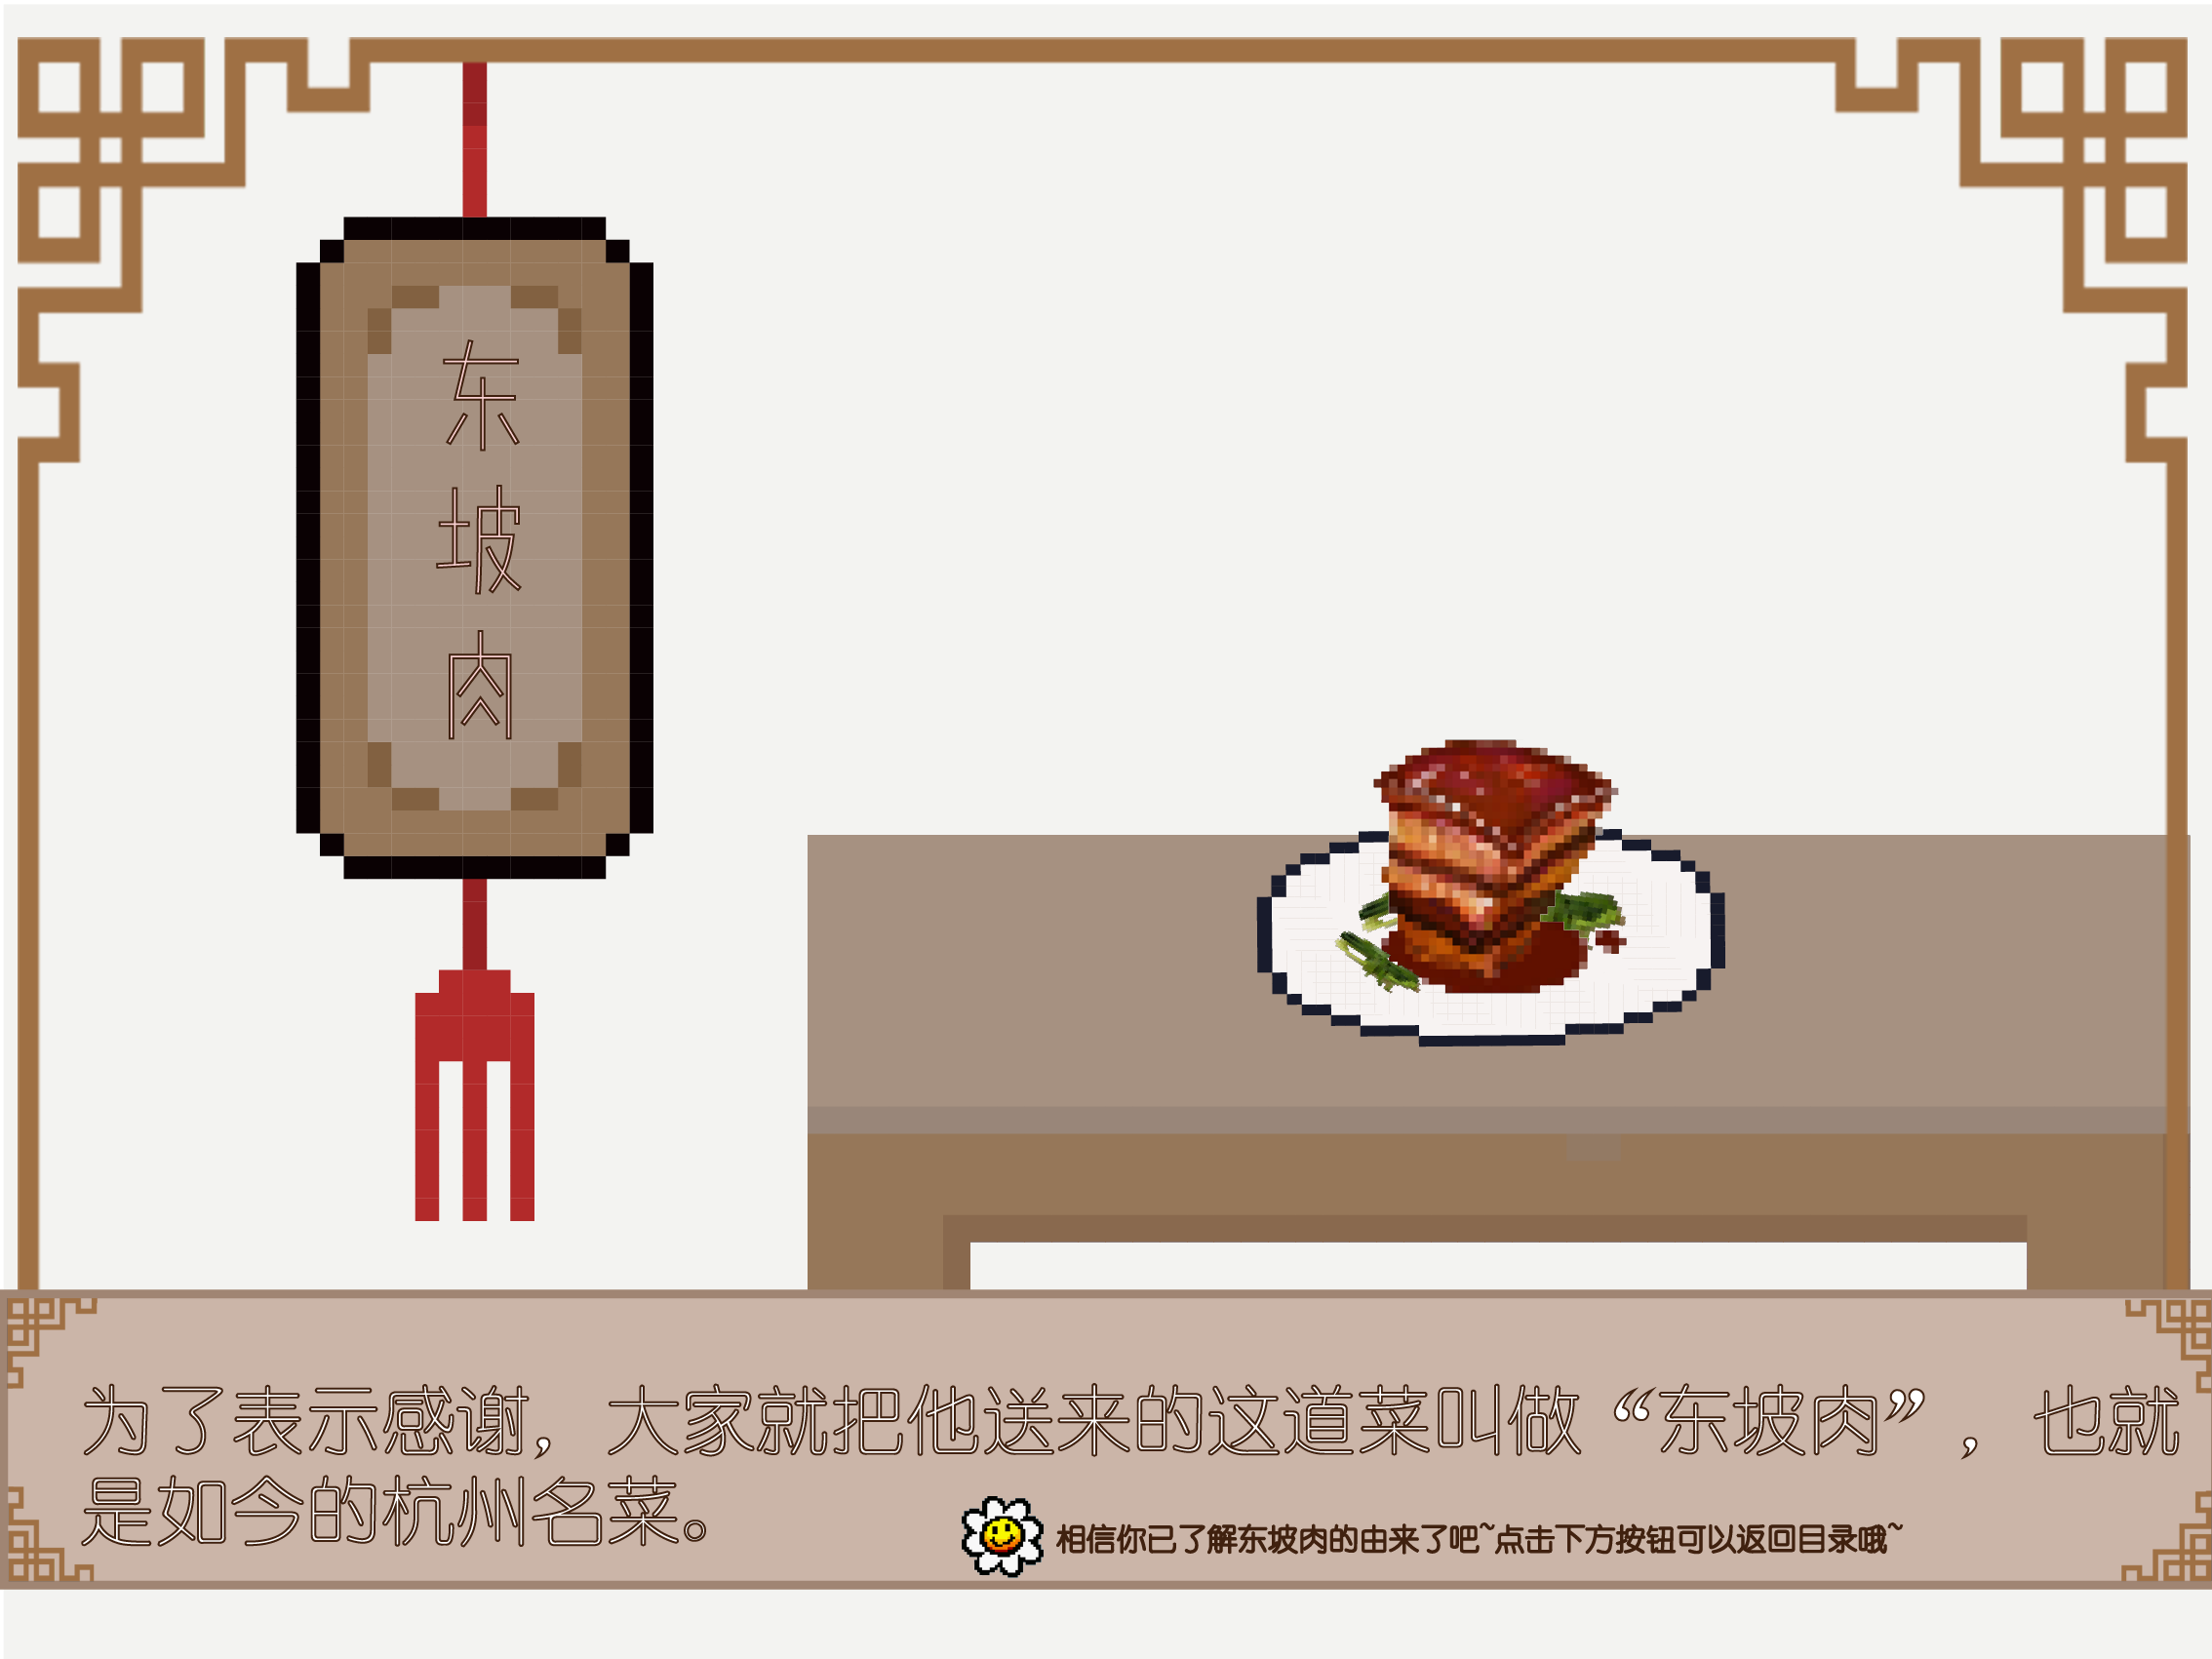 东坡肉
为了表示感谢，大家就把他送来的这道菜叫做“东坡肉”，也就
是如今的杭州名菜。
相信你已了解东坡肉的由来了吧~点击下方按钮可以返回目录哦~